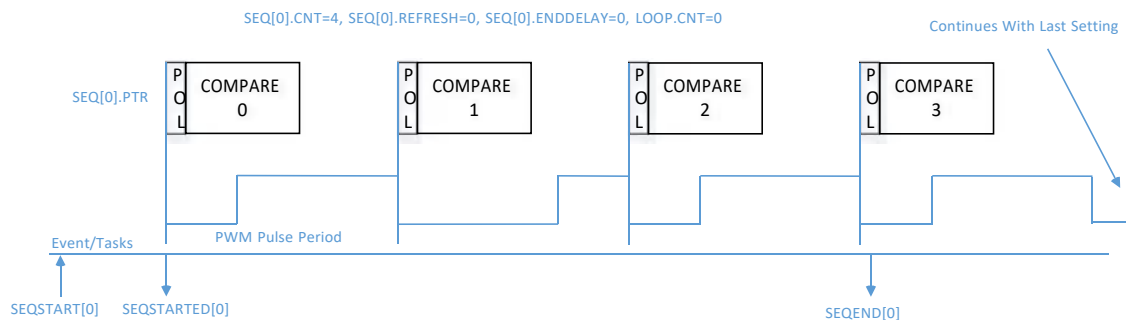 SEQ[0].CNT=4, SEQ[0].REFRESH=0, SEQ[0].ENDDELAY=0, LOOP.CNT=0
Continues With Last Setting
SEQ[0].PTR
P
O
L
COMPARE
0
P
O
L
COMPARE
1
P
O
L
COMPARE
2
P
O
L
COMPARE
3
Event/Tasks
PWM Pulse Period
SEQSTART[0]
SEQSTARTED[0]
SEQEND[0]